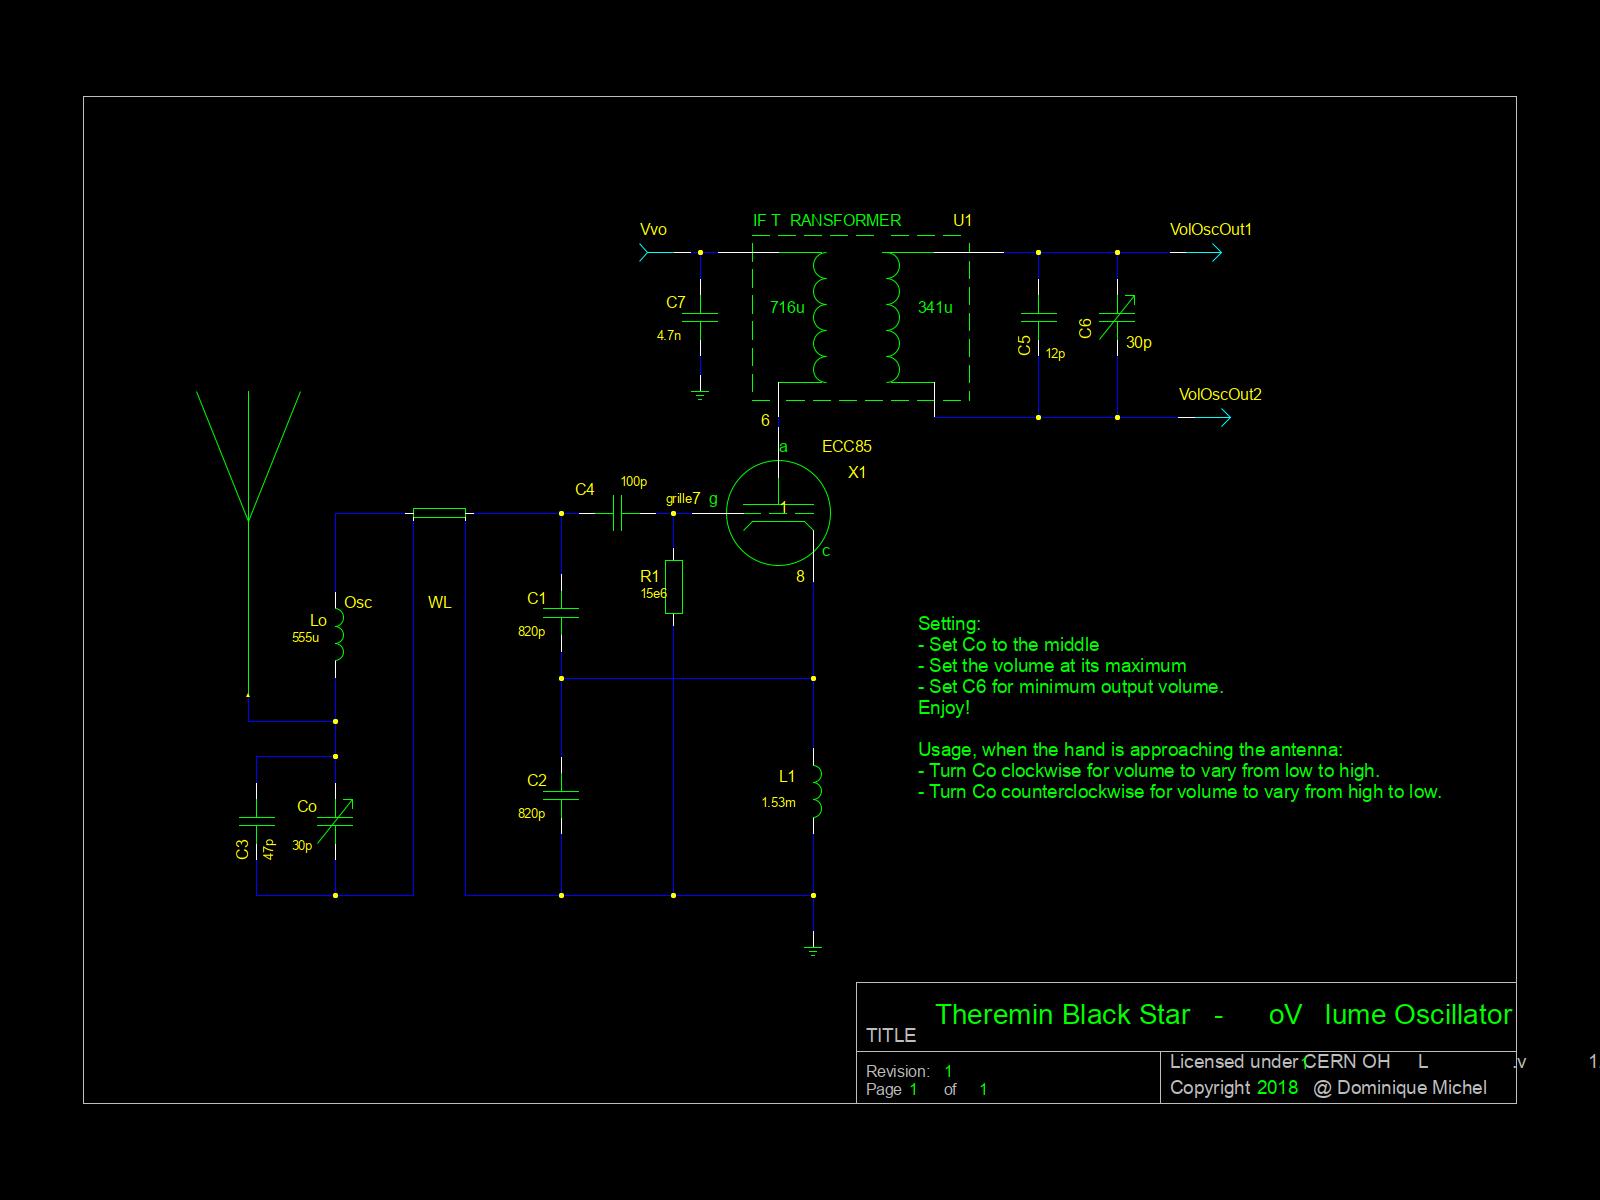 IF T RANSFORMER
U1
Vvo
VolOscOut1
C7
4.7n
716u
341u
C5
12p
C6
30p
VolOscOut2
6
a
ECC85
X1
C4
100p
grille7
g
1
c
8
R1
15e6
Osc
Lo
555u
WL
C1
820p
Setting:
- Set Co to the middle
- Set the volume at its maximum
- Set C6 for minimum output volume.
Enjoy!
Usage, when the hand is approaching the antenna:
- Turn Co clockwise for volume to vary from low to high.
- Turn Co counterclockwise for volume to vary from high to low.
C2
820p
L1
1.53m
Co
30p
C3
47p
TITLE
Theremin Black Star - oV lume Oscillator
Revision: 1
Page 1 of 1
Licensed under 1 CERN OH L .v 1
Copyright 2018 @ Dominique Michel